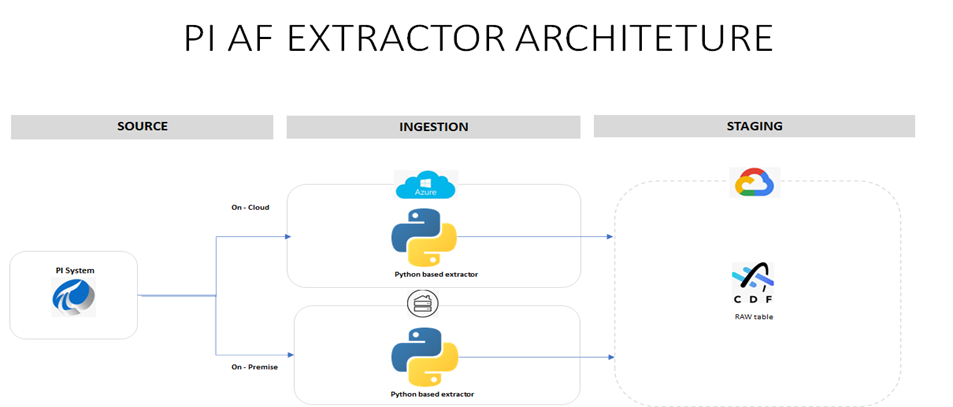 PI AF EXTRACTOR ARCHITETURE
SOURCE
INGESTION
STAGING
Azure
On - Cloud
Python based extractor
PI System
CDF
RAW table
On - Premise
Python based extractor